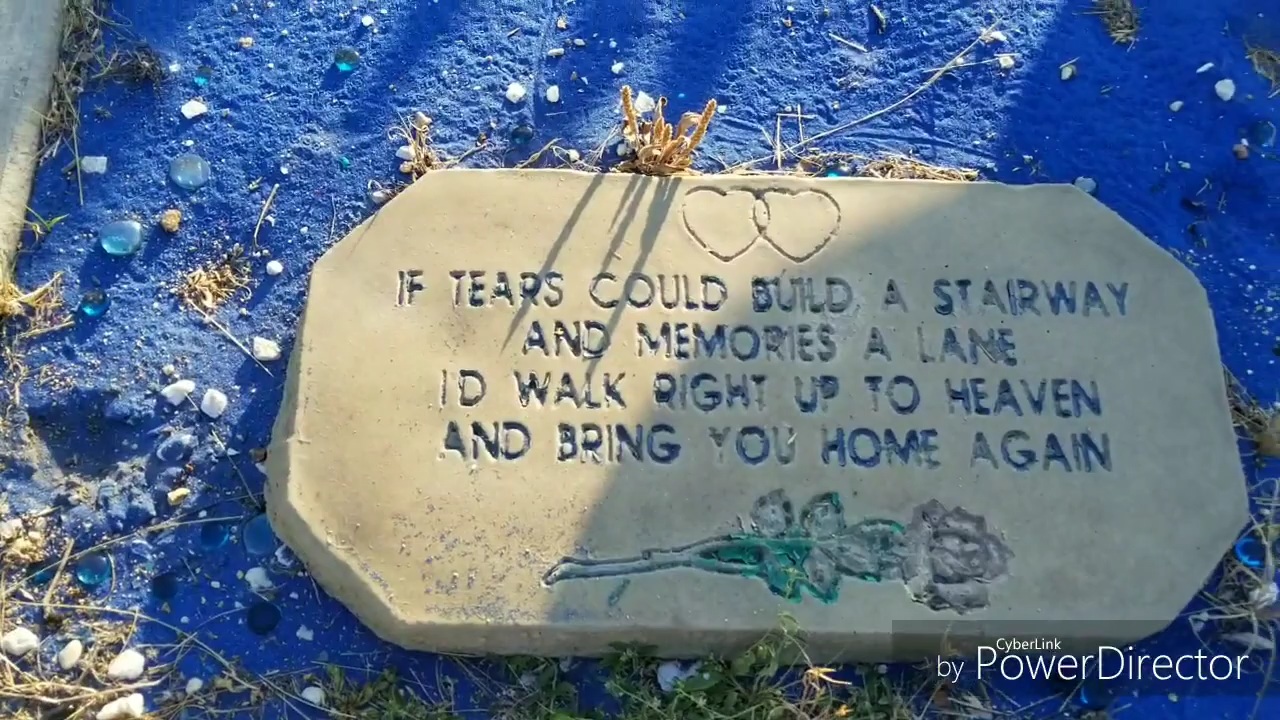 IF TEARS COULD BUILD A STAIRWAY
AND MEMORIES A LANE
I'D WALK RIGHT UP TO HEAVEN
AND BRING YOU HOME AGAIN
CyberLink
by PowerDirector